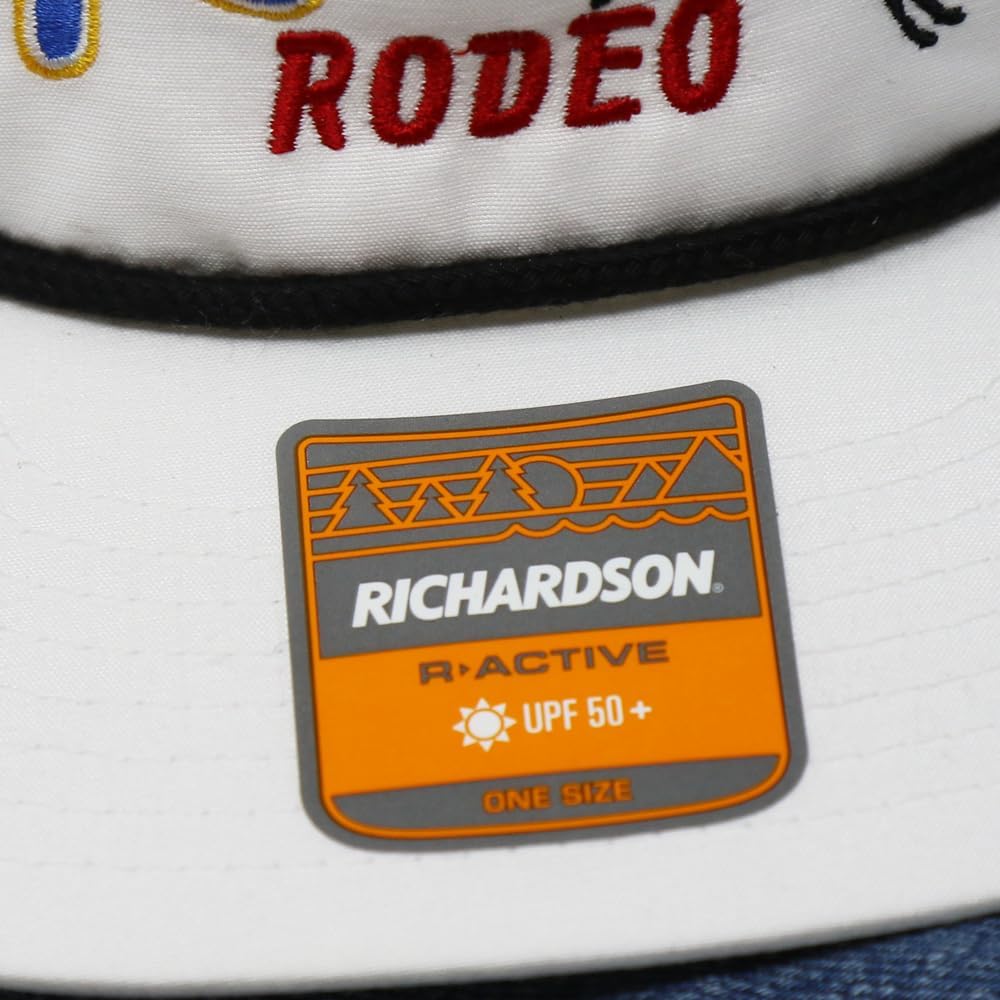 RODEO
RICHARDSON®
R▸ACTIVE
UPF 50+
ONE SIZE